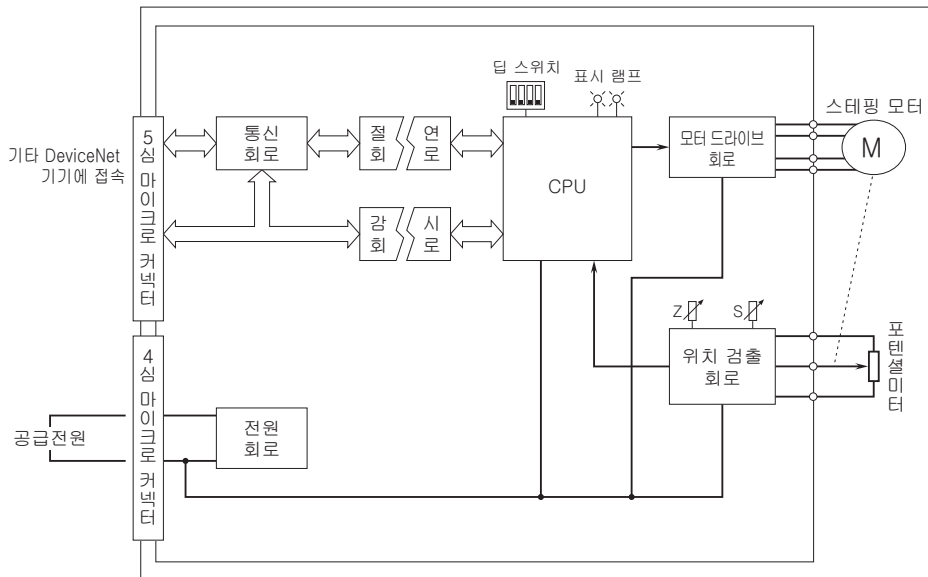 딥 스위치
표시 램프
스테핑 모터
기타 DeviceNet
기기에 접속
5심 마이크로 커넥터
통신
회로
절 연
회 로
CPU
모터 드라이브
회로
M
감 시
회 로
Z
S
위치 검출
회로
포텐셜미터
4심 마이크로 커넥터
공급전원
전원
회로